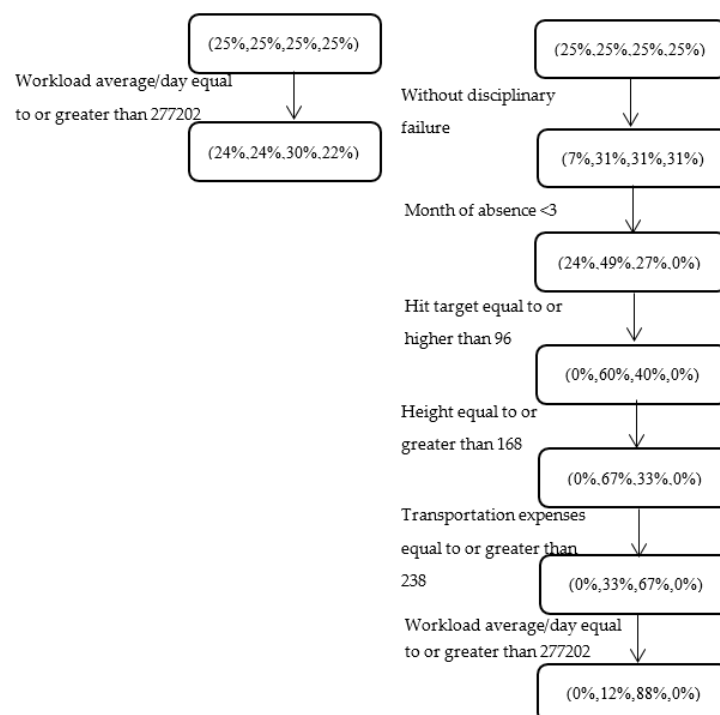 (25%,25%,25%,25%)
Workload average/day equal
to or greater than 277202
(24%,24%,30%,22%)
(25%,25%,25%,25%)
Without disciplinary
failure
(7%,31%,31%,31%)
Month of absence <3
(24%,49%,27%,0%)
Hit target equal to or
higher than 96
(0%,60%,40%,0%)
Height equal to or
greater than 168
(0%,67%,33%,0%)
Transportation expenses
equal to or greater than
238
(0%,33%,67%,0%)
Workload average/day equal
to or greater than 277202
(0%,12%,88%,0%)